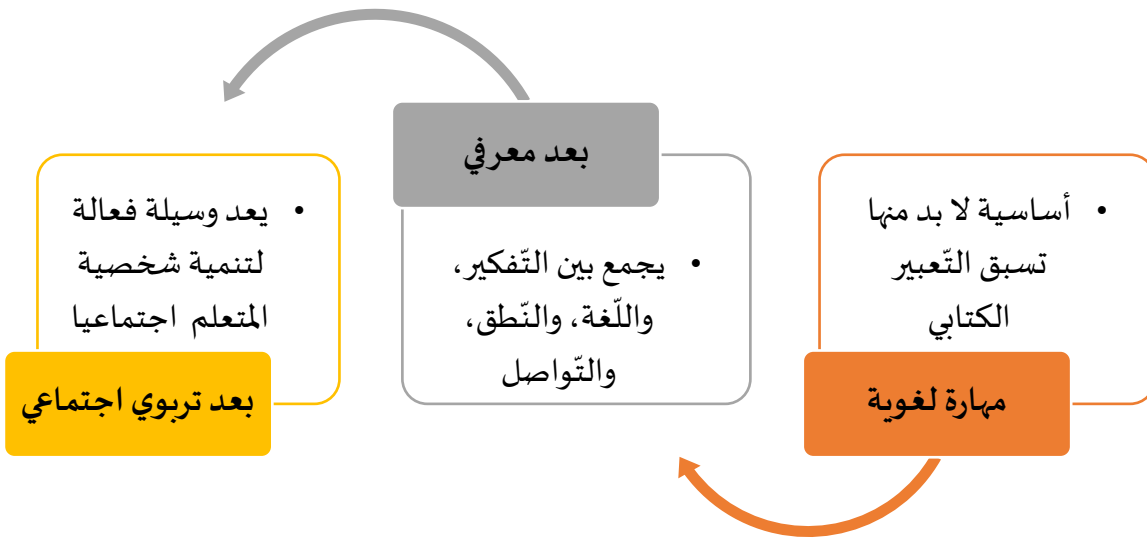 مهارة لغوية
• أساسية لا بد منها
تسبق التّعبير
الكتابي
بعد معرفي
• يجمع بين التّفكير،
واللّغة، والنّطق،
والتّواصل
بعد تربوي اجتماعي
• يعد وسيلة فعالة
لتنمية شخصية
المتعلم اجتماعيا